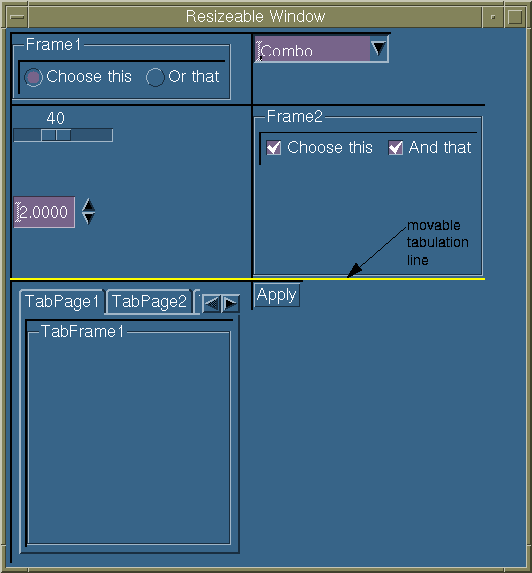 Resizeable Window
Frame1
Choose this Or that
Combo
40
Frame2
Choose this And that
2.0000
movable
tabulation
line
TabPage1 TabPage2
Apply
TabFrame1